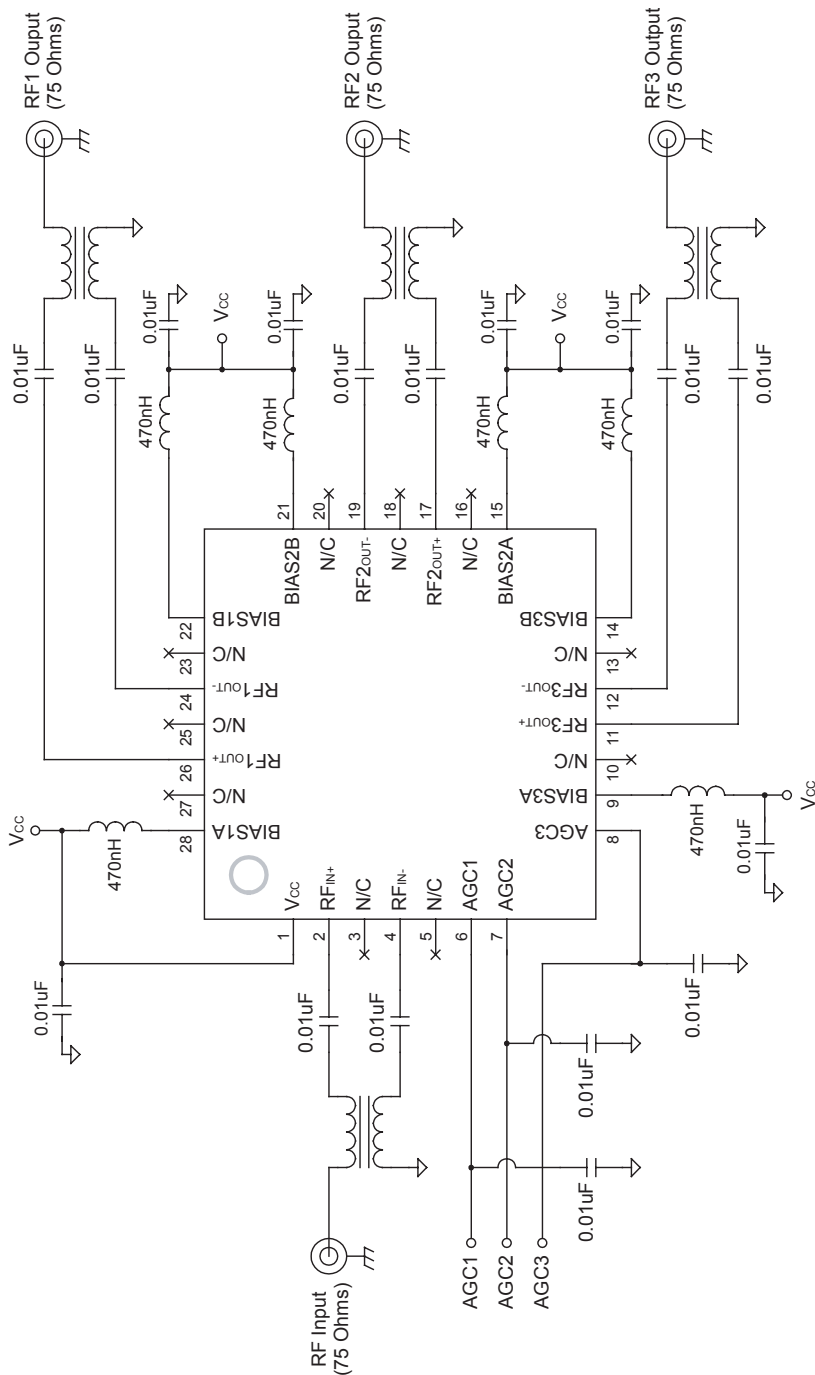 RF1 Ouput
(75 Ohms)
RF2 Ouput
(75 Ohms)
RF3 Output
(75 Ohms)
0.01uF
0.01uF
0.01uF
VCC
0.01uF
0.01uF
0.01uF
0.01uF
VCC
0.01uF
0.01uF
0.01uF
470nH
470nH
470nH
470nH
21
20
19
18
17
16
15
BIAS2B
N/C
RF2OUT-
N/C
RF2OUT+
N/C
BIAS2A
22
BIAS1B
23
N/C
24
RF1OUT-
25
N/C
26
RF1OUT+
27
N/C
28
BIAS1A
BIAS3B
14
N/C
13
RF3OUT-
12
RF3OUT+
11
N/C
10
BIAS3A
9
AGC3
8
VCC
470nH
470nH
VCC
0.01uF
VCC
RFIN+
N/C
RFIN-
N/C
AGC1
AGC2
1
2
3
4
5
6
7
0.01uF
0.01uF
0.01uF
0.01uF
0.01uF
0.01uF
RF Input
(75 Ohms)
AGC1
AGC2
AGC3